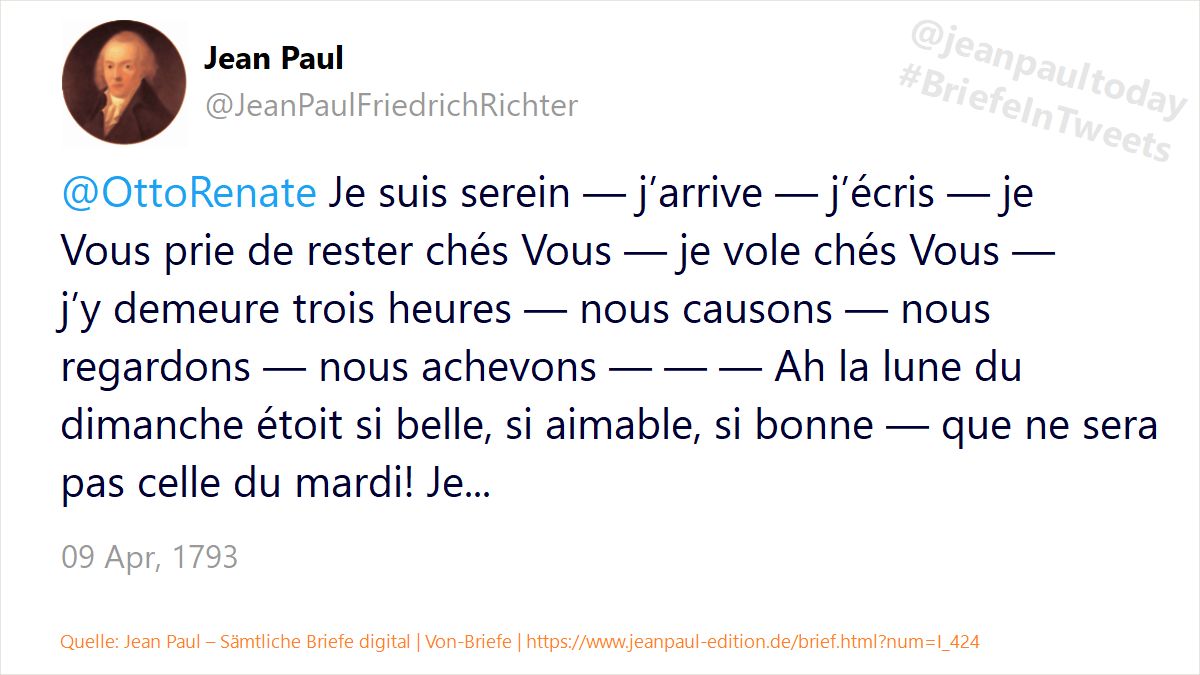 Jean Paul
@JeanPaulFriedrichRichter
@jeanpaultoday
#BriefeInTweets
@OttoRenate Je suis serein — j’arrive — j’écris — je
Vous prie de rester chés Vous — je vole chés Vous —
j’y demeure trois heures — nous causons — nous
regardons — nous achevons — — — Ah la lune du
dimanche étoit si belle, si aimable, si bonne — que ne sera
pas celle du mardi! Je...
09 Apr, 1793
Quelle: Jean Paul – Sämtliche Briefe digital | Von-Briefe | https://www.jeanpaul-edition.de/brief.html?num=I_424